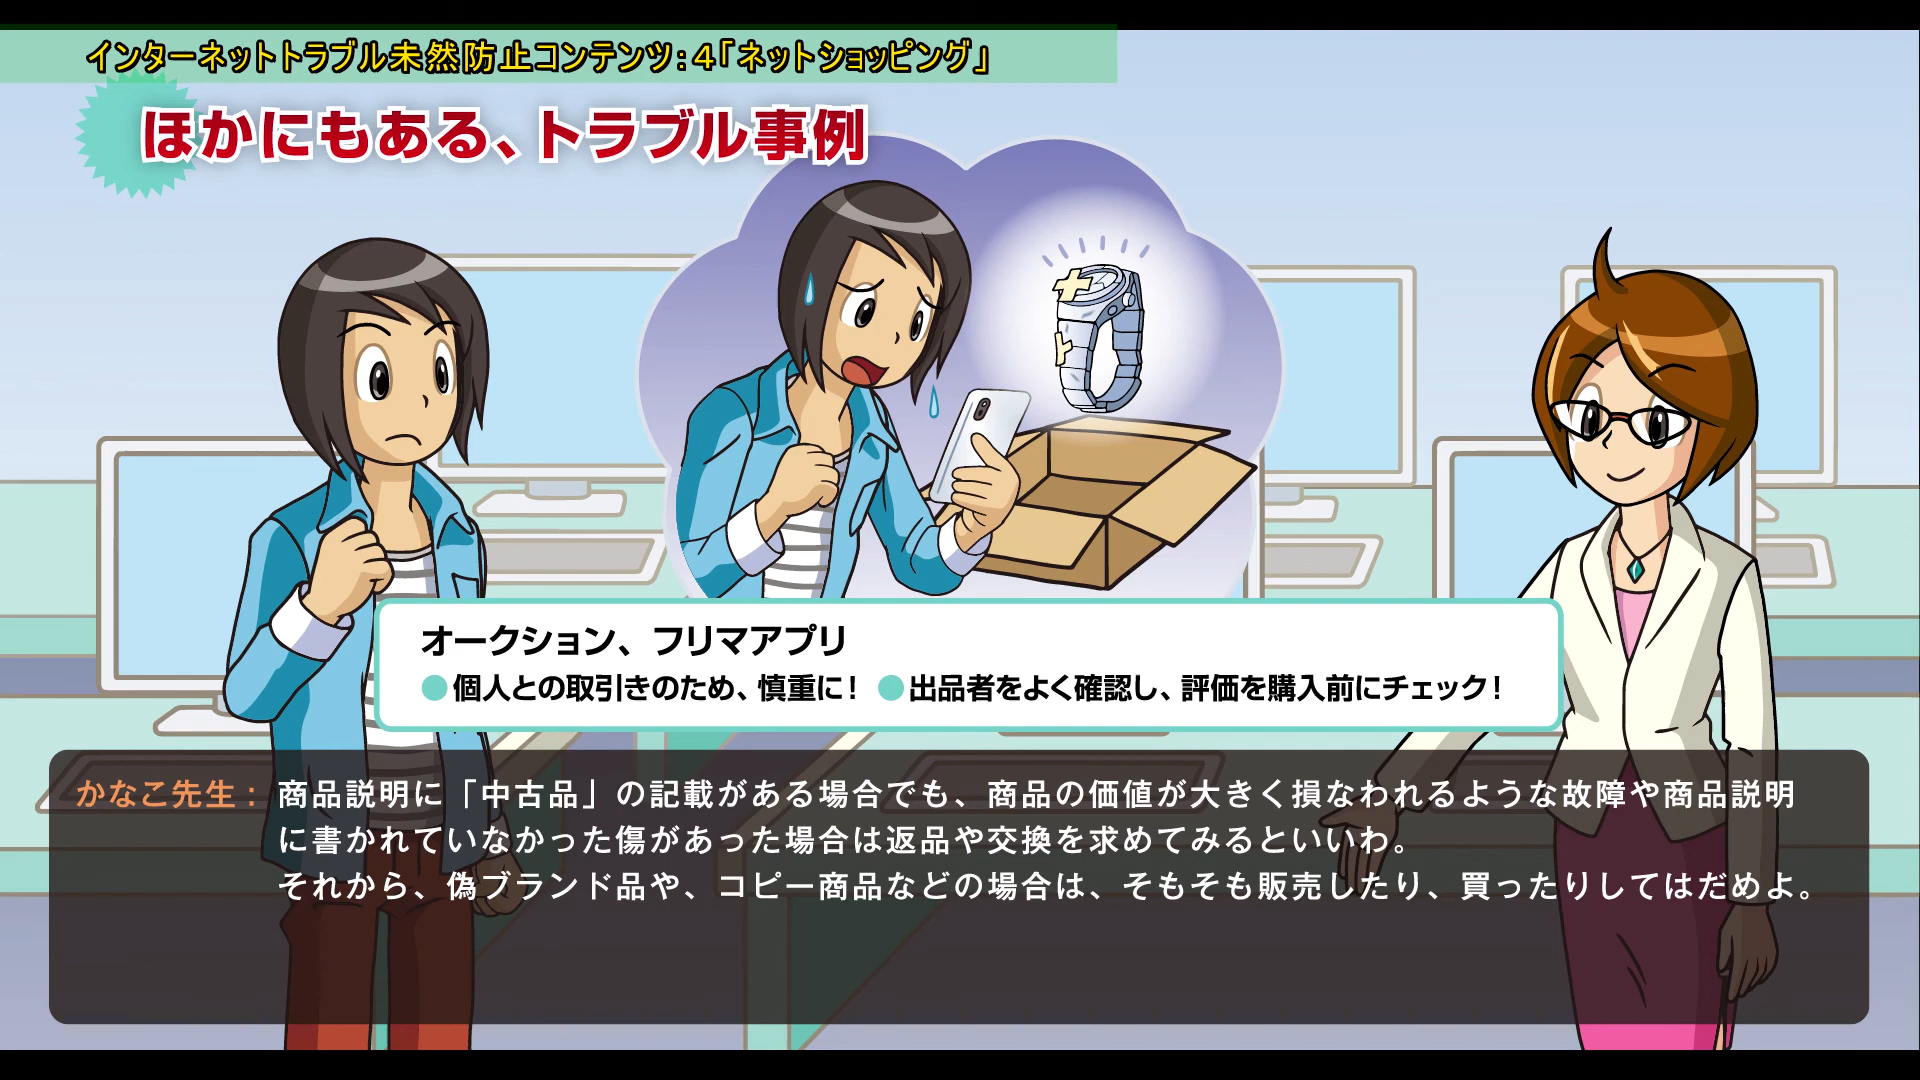 インターネットトラブル未然防止コンテンツ:4「ネットショッピング」
ほかにもある、トラブル事例
オークション、フリマアプリ
●個人との取引きのため、慎重に! ●出品者をよく確認し、評価を購入前にチェック!
かなこ先生: 商品説明に「中古品」の記載がある場合でも、商品の価値が大きく損なわれるような故障や商品説明
に書かれていなかった傷があった場合は返品や交換を求めてみるといいわ。
それから、偽ブランド品や、コピー商品などの場合は、そもそも販売したり、買ったりしてはだめよ。